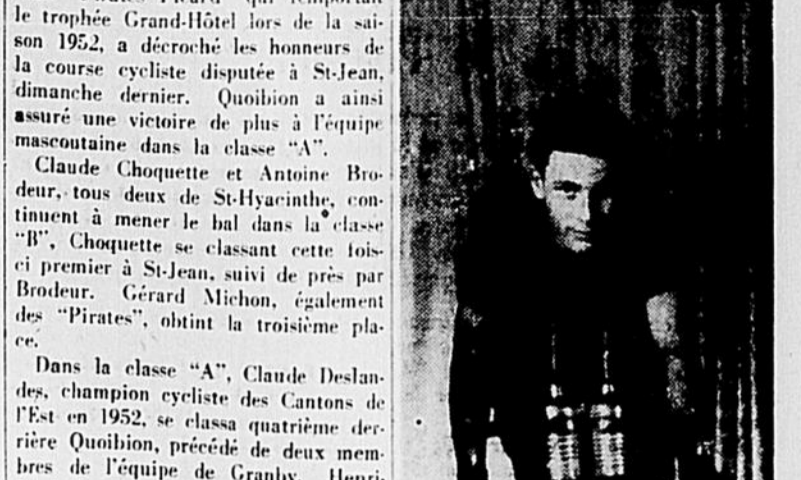 le trophée Grand-Hôtel lors de la sai-
son 1952, a décroché les honneurs de
la course cycliste disputée à St-Jean,
dimanche dernier. Quoibion a ainsi
assuré une victoire de plus à l'équipe
mascoutaine dans la classe "A".
Claude Choquette et Antoine Bro-
deur, tous deux de St-Hyacinthe, con-
tinuent à mener le bal dans la classe
"B", Choquette se classant cette fois-
ci premier à St-Jean, suivi de près par
Brodeur. Gérard Michon, également
des "Pirates", obtint la troisième pla-
ce.
Dans la classe "A", Claude Deslan-
des, champion cycliste des Cantons de
l'Est en 1952, se classa quatrième der-
rière Quoibion, précédé de deux mem-
bres de l'équipe de Granby. Henri-